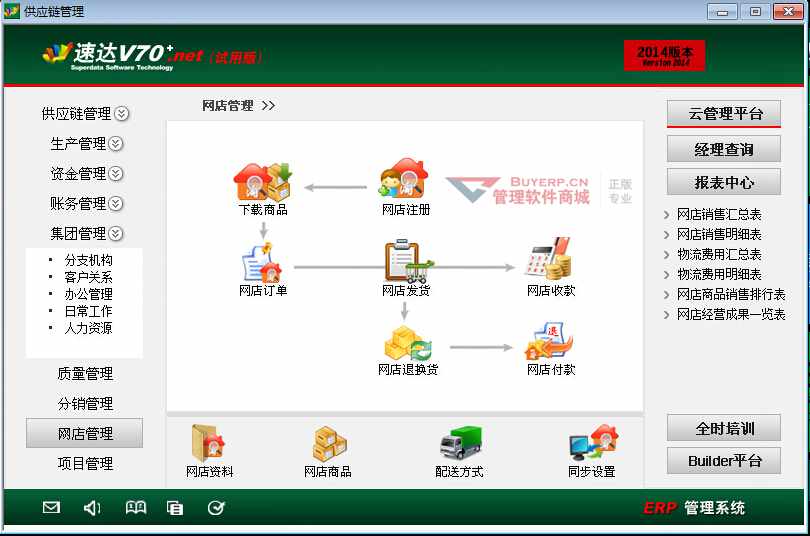 供应链管理
速达V70+.net (试用版)
Superdata Software Technology
2014版本
Version 2014
供应链管理
生产管理
资金管理
账务管理
集团管理
· 分支机构
· 客户关系
· 办公管理
· 日常工作
· 人力资源
质量管理
分销管理
网店管理
项目管理
网店管理 >>
下载商品
网店注册
BUYERP.CN
管理软件商城
正版
专业
网店订单
网店发货
网店收款
退
网店退换货
网店付款
网店资料
网店商品
配送方式
同步设置
云管理平台
经理查询
报表中心
网店销售汇总表
网店销售明细表
物流费用汇总表
物流费用明细表
网店商品销售排行表
网店经营成果一览表
全时培训
Builder平台
ERP 管理系统